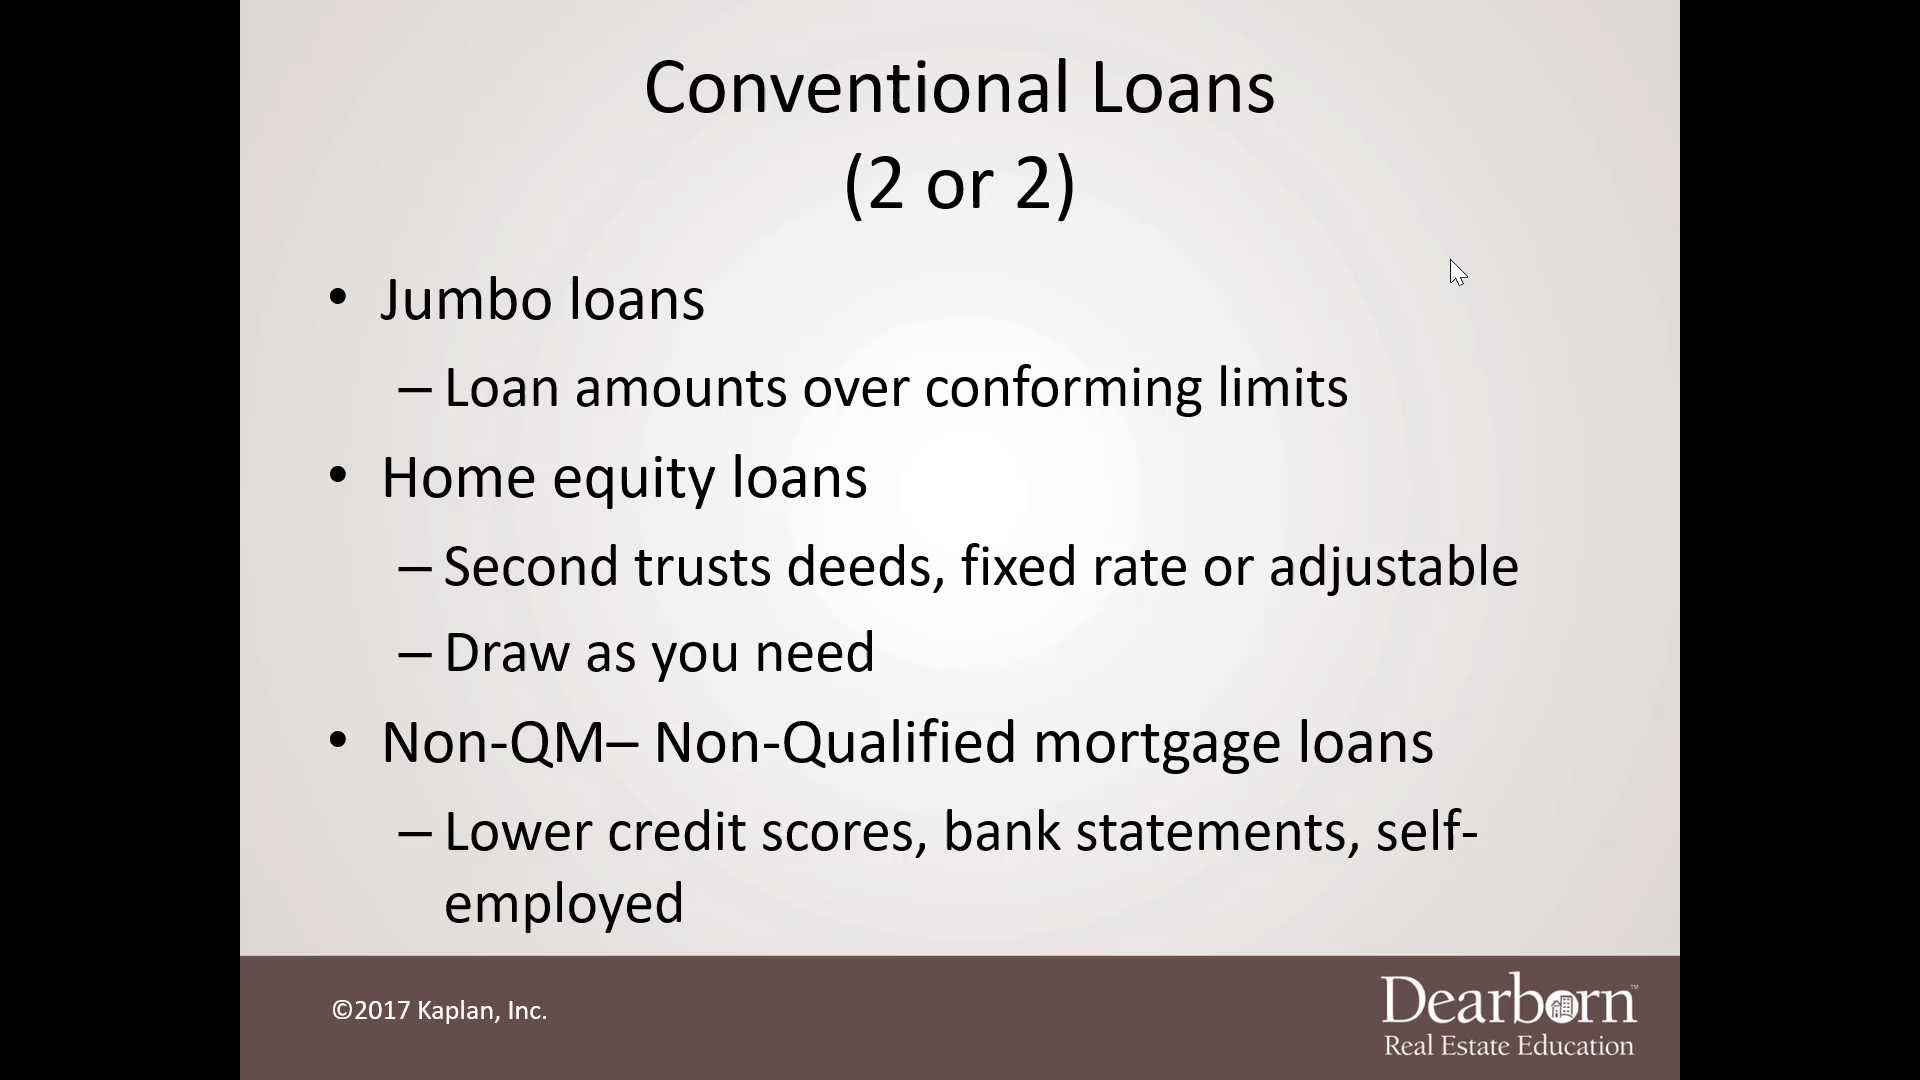 Conventional Loans
(2 or 2)
• Jumbo loans
– Loan amounts over conforming limits
• Home equity loans
– Second trusts deeds, fixed rate or adjustable
– Draw as you need
• Non-QM– Non-Qualified mortgage loans
– Lower credit scores, bank statements, self-
employed
©2017 Kaplan, Inc.
Dearborn™
Real Estate Education